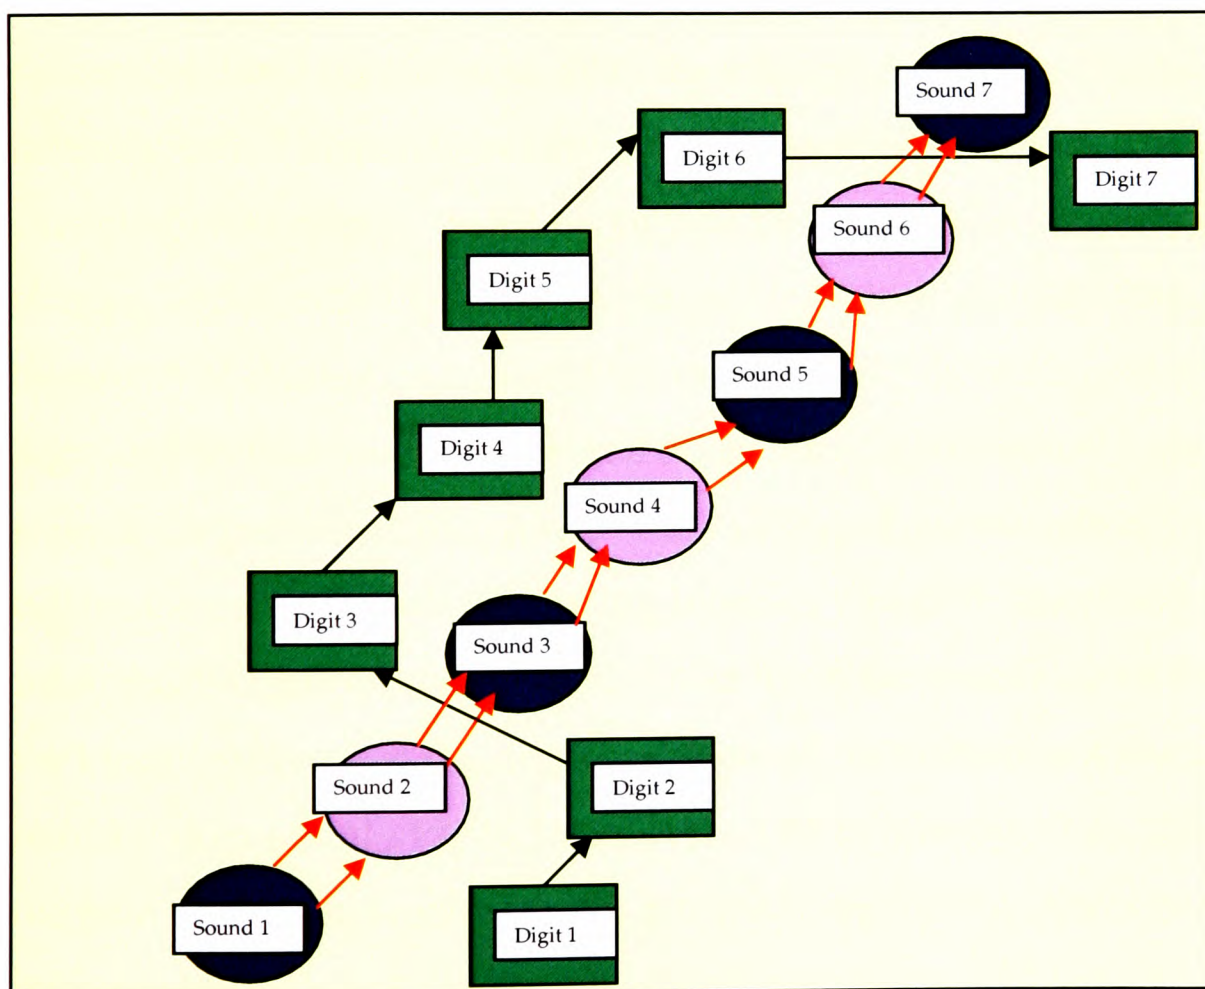 Sound 7
Digit 6
Digit 7
Sound 6
Digit 5
Sound 5
Digit 4
Sound 4
Digit 3
Sound 3
Sound 2
Digit 2
Sound 1
Digit 1